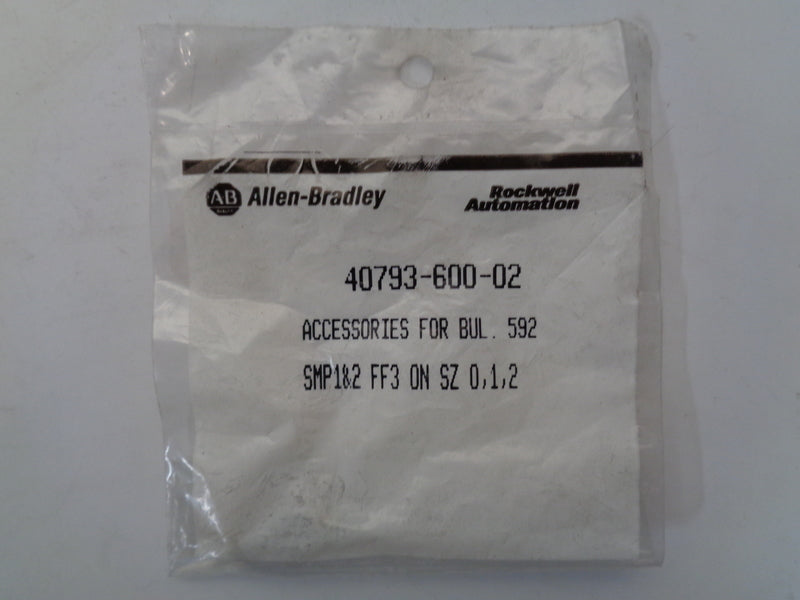 AB Allen-Bradley
Rockwell
Automation
40793-600-02
ACCESSORIES FOR BUL. 592
SMP1&2 FF3 ON SZ 0,1,2